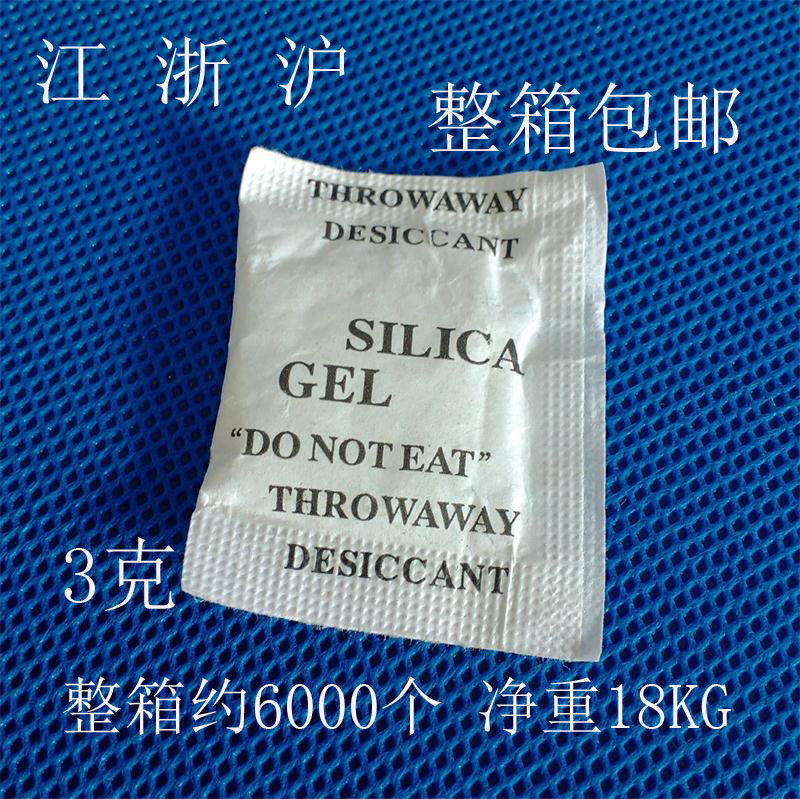 江 浙 沪
整箱包邮
THROWAWAY
DESICCANT
SILICA
GEL
“DO NOT EAT”
THROWAWAY
DESICCANT
3克
整箱约6000个 净重18KG